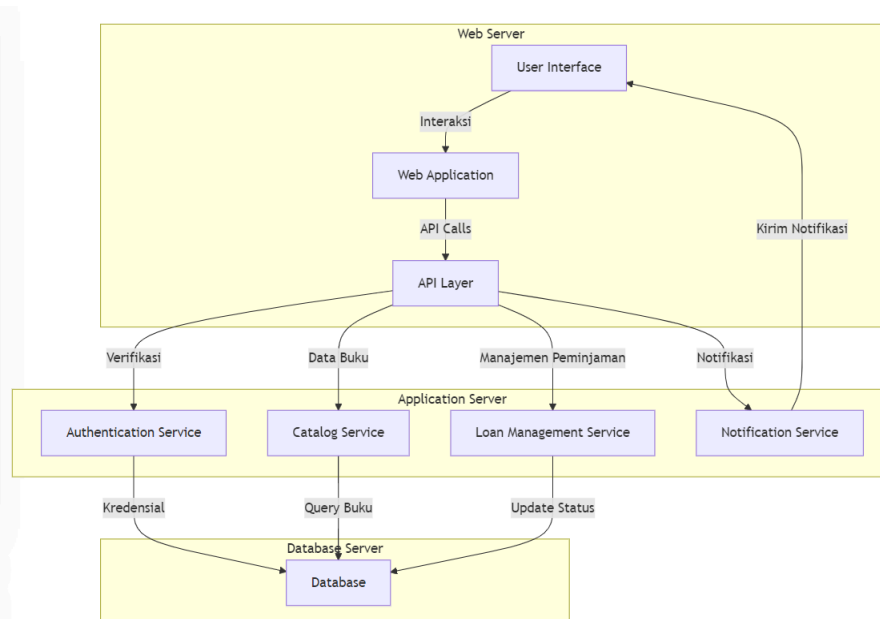 Web Server
User Interface
Interaksi
Web Application
API Calls
Kirim Notifikasi
API Layer
Verifikasi
Data Buku
Manajemen Peminjaman
Notifikasi
Application Server
Authentication Service
Catalog Service
Loan Management Service
Notification Service
Kredensial
Query Buku
Update Status
Database Server
Database